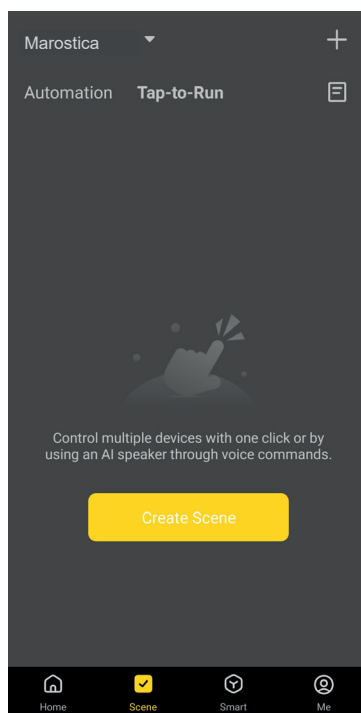 Marostica
Automation Tap-to-Run
Control multiple devices with one click or by
using an AI speaker through voice commands.
Create Scene
Home Scene Smart Me